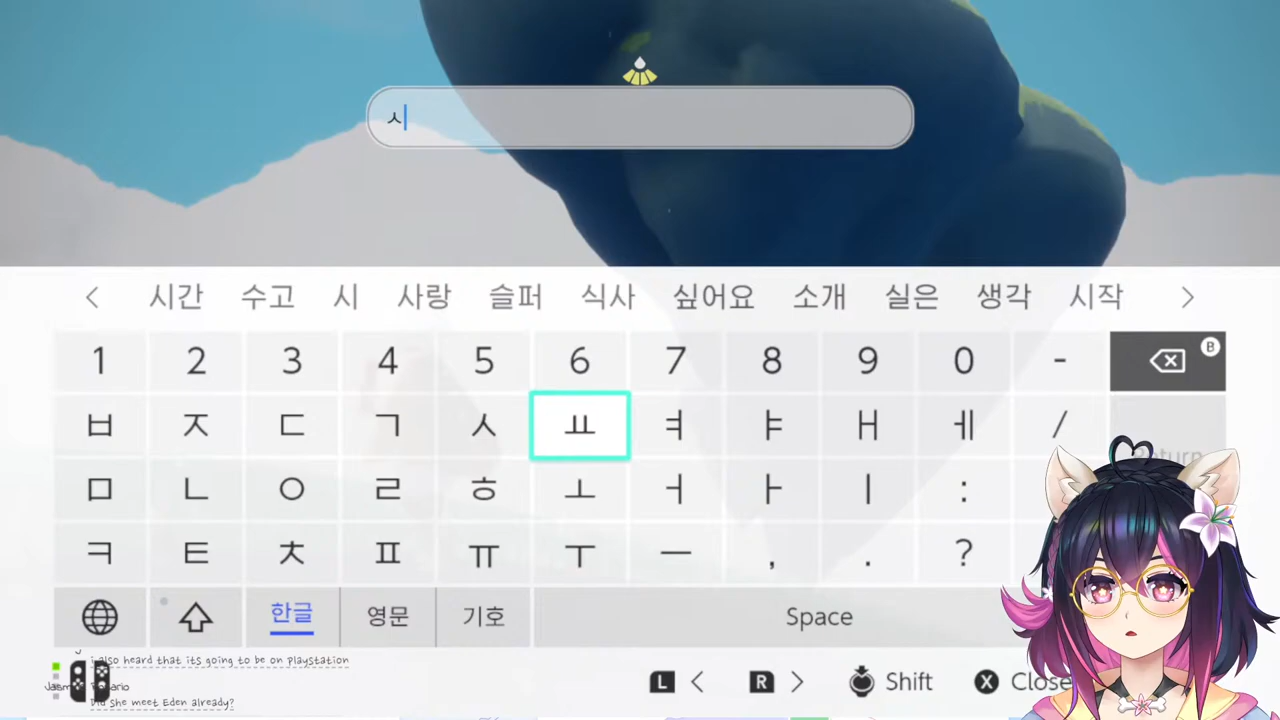 ㅅ
시간 수고 시 사랑 슬퍼 식사 싶어요 소개 실은 생각 시작
1 2 3 4 5 6 7 8 9 0 -
B
ㅂ ㅈ ㄷ ㄱ ㅅ ㅛ ㅕ ㅑ ㅐ ㅔ /
Return
ㅁ ㄴ ㅇ ㄹ ㅎ ㅗ ㅓ ㅏ ㅣ :
ㅋ ㅌ ㅊ ㅍ ㅠ ㅜ ㅡ , . ?
한글 영문 기호 Space
i also heard that its going to be on playstation
L R Shift X Close
Did she meet Eden already?